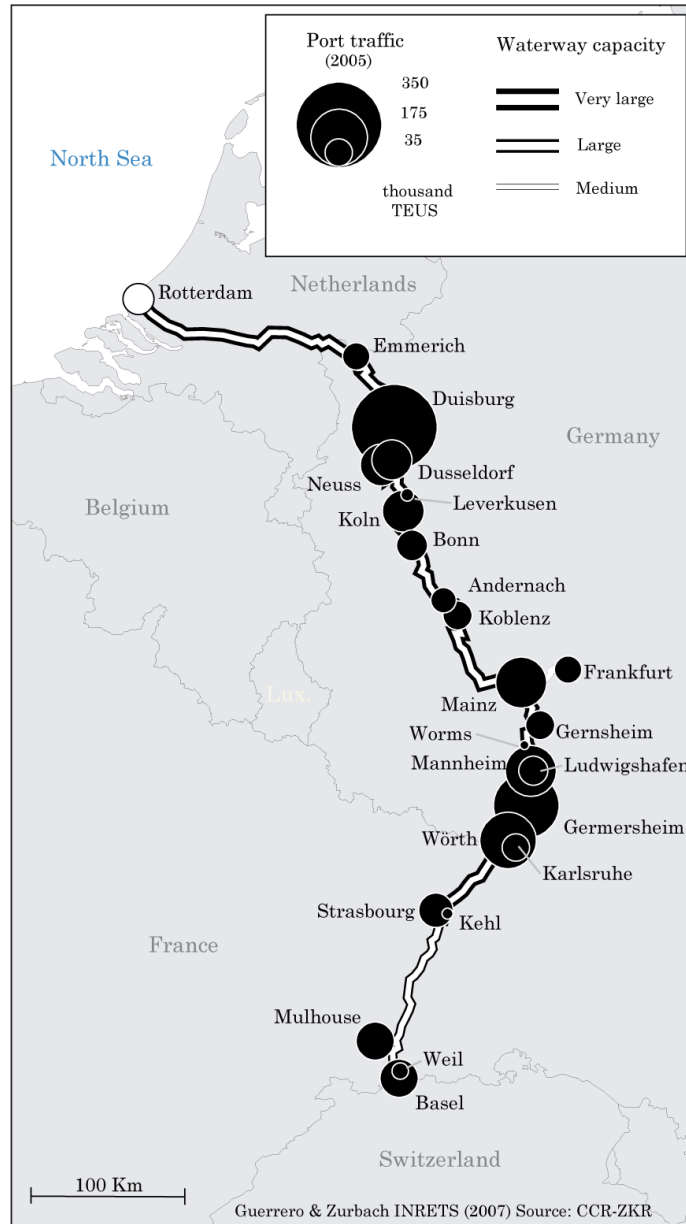 Port traffic
(2005)
350
175
35
thousand
TEUS
Waterway capacity
Very large
Large
Medium
North Sea
Rotterdam
Netherlands
Emmerich
Duisburg
Germany
Dusseldorf
Neuss
Leverkusen
Belgium
Koln
Bonn
Andernach
Koblenz
Frankfurt
Lux.
Mainz
Gernsheim
Worms
Mannheim
Ludwigshafen
Germersheim
Wörth
Karlsruhe
Strasbourg
Kehl
France
Mulhouse
Weil
Basel
Switzerland
100 Km
Guerrero & Zurbach INRETS (2007) Source: CCR-ZKR